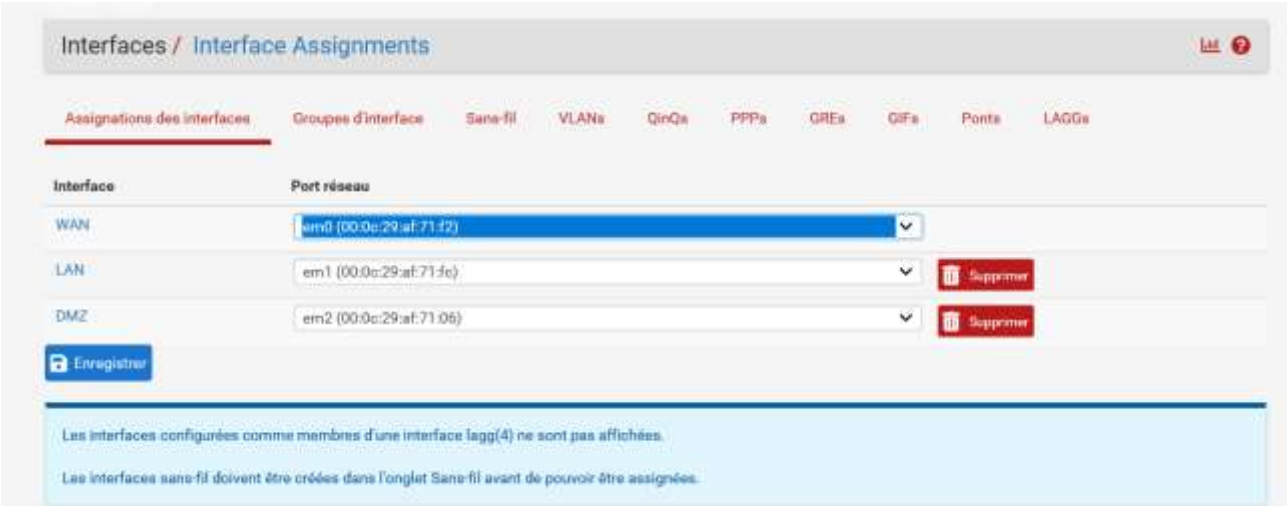 Interfaces / Interface Assignments
Assignations des interfaces Groupes d'interface Sans-fil VLANs QinQs PPPs GREs GIFs Ponts LAGGs
Interface Port réseau
WAN em0 (00:0c:29:af:71:f2)
LAN em1 (00:0c:29:af:71:fc) Supprimer
DMZ em2 (00:0c:29:af:71:06) Supprimer
Enregistrer
Les interfaces configurées comme membres d'une interface lagg(4) ne sont pas affichées.
Les interfaces sans-fil doivent être créées dans l'onglet Sans-fil avant de pouvoir être assignées.